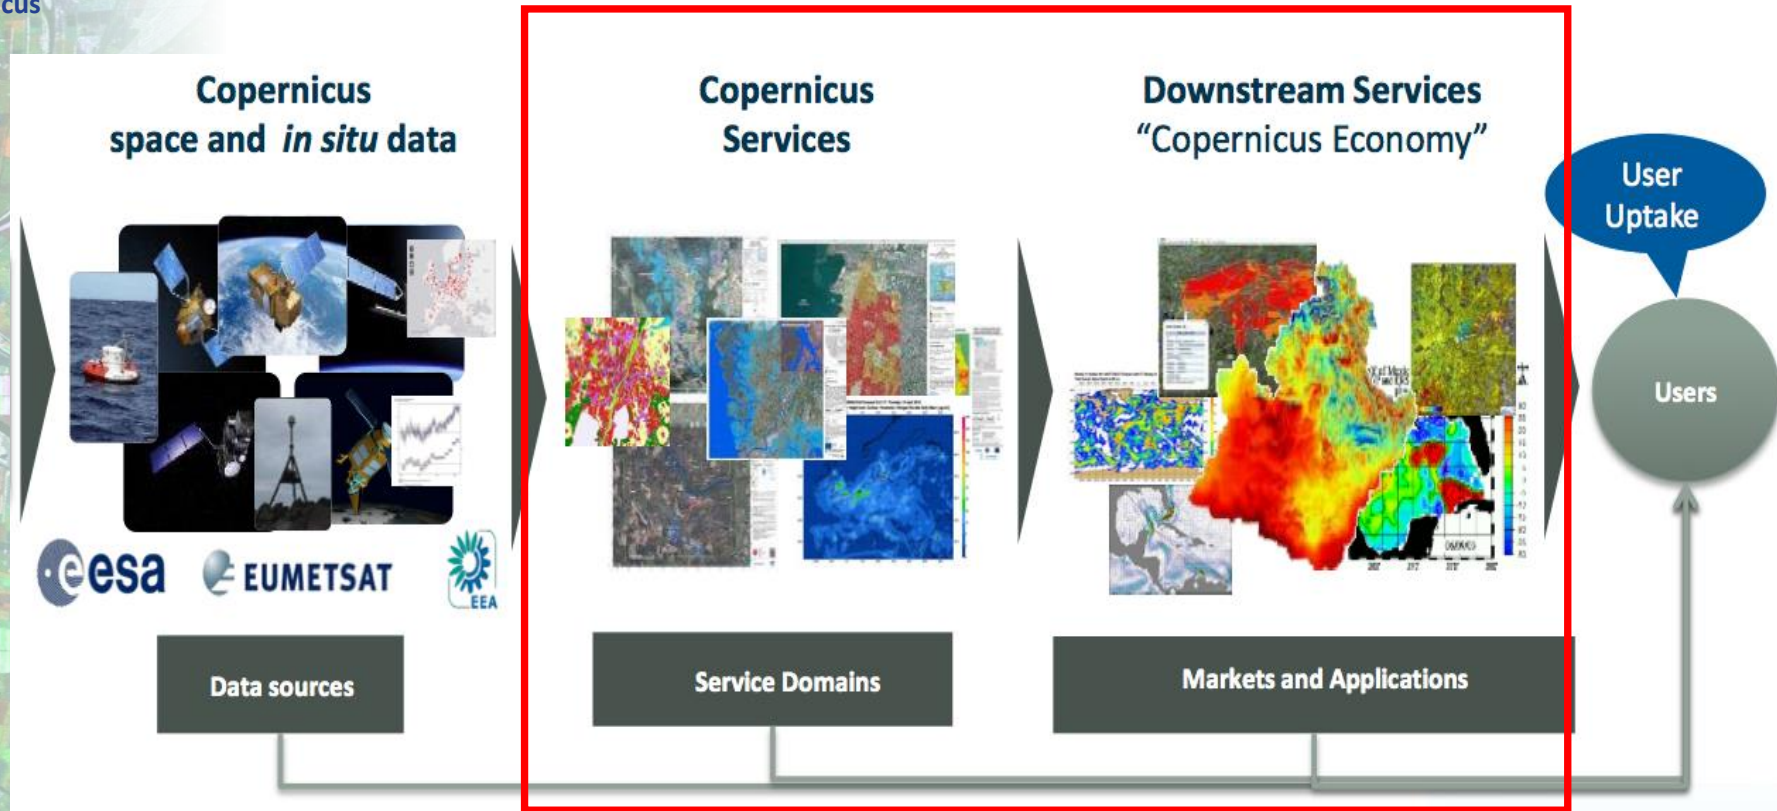 cus
Copernicus
space and in situ data
Copernicus
Services
Downstream Services
“Copernicus Economy”
User
Uptake
Users
esa
EUMETSAT
EEA
Data sources
Service Domains
Markets and Applications